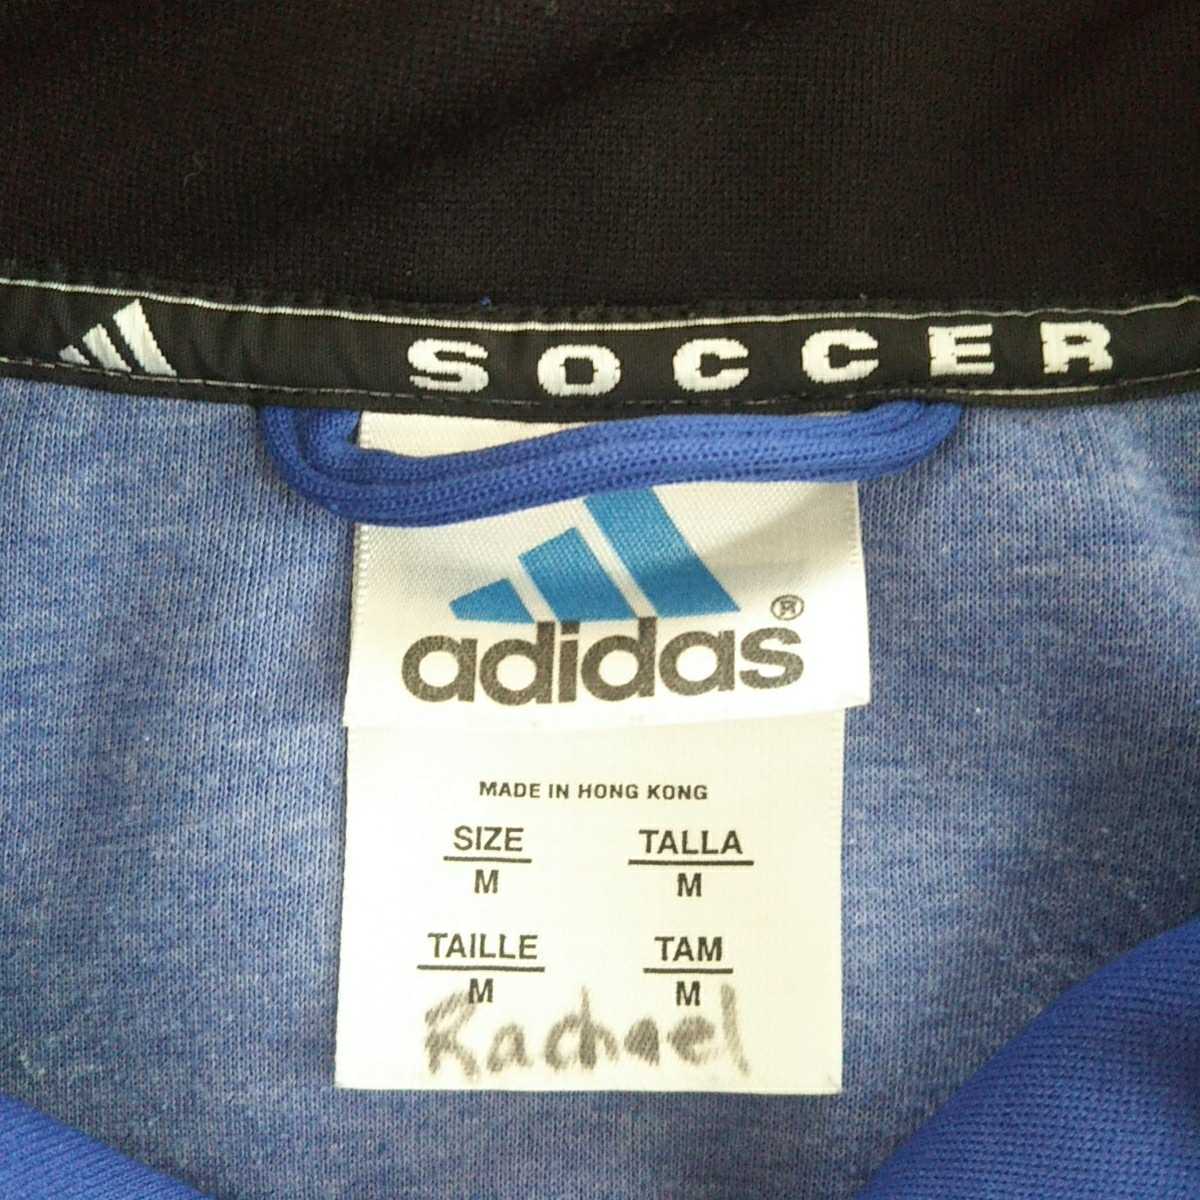 SOCCER
adidas®
MADE IN HONG KONG
SIZE TALLA
M M
TAILLE TAM
M M
Rachael